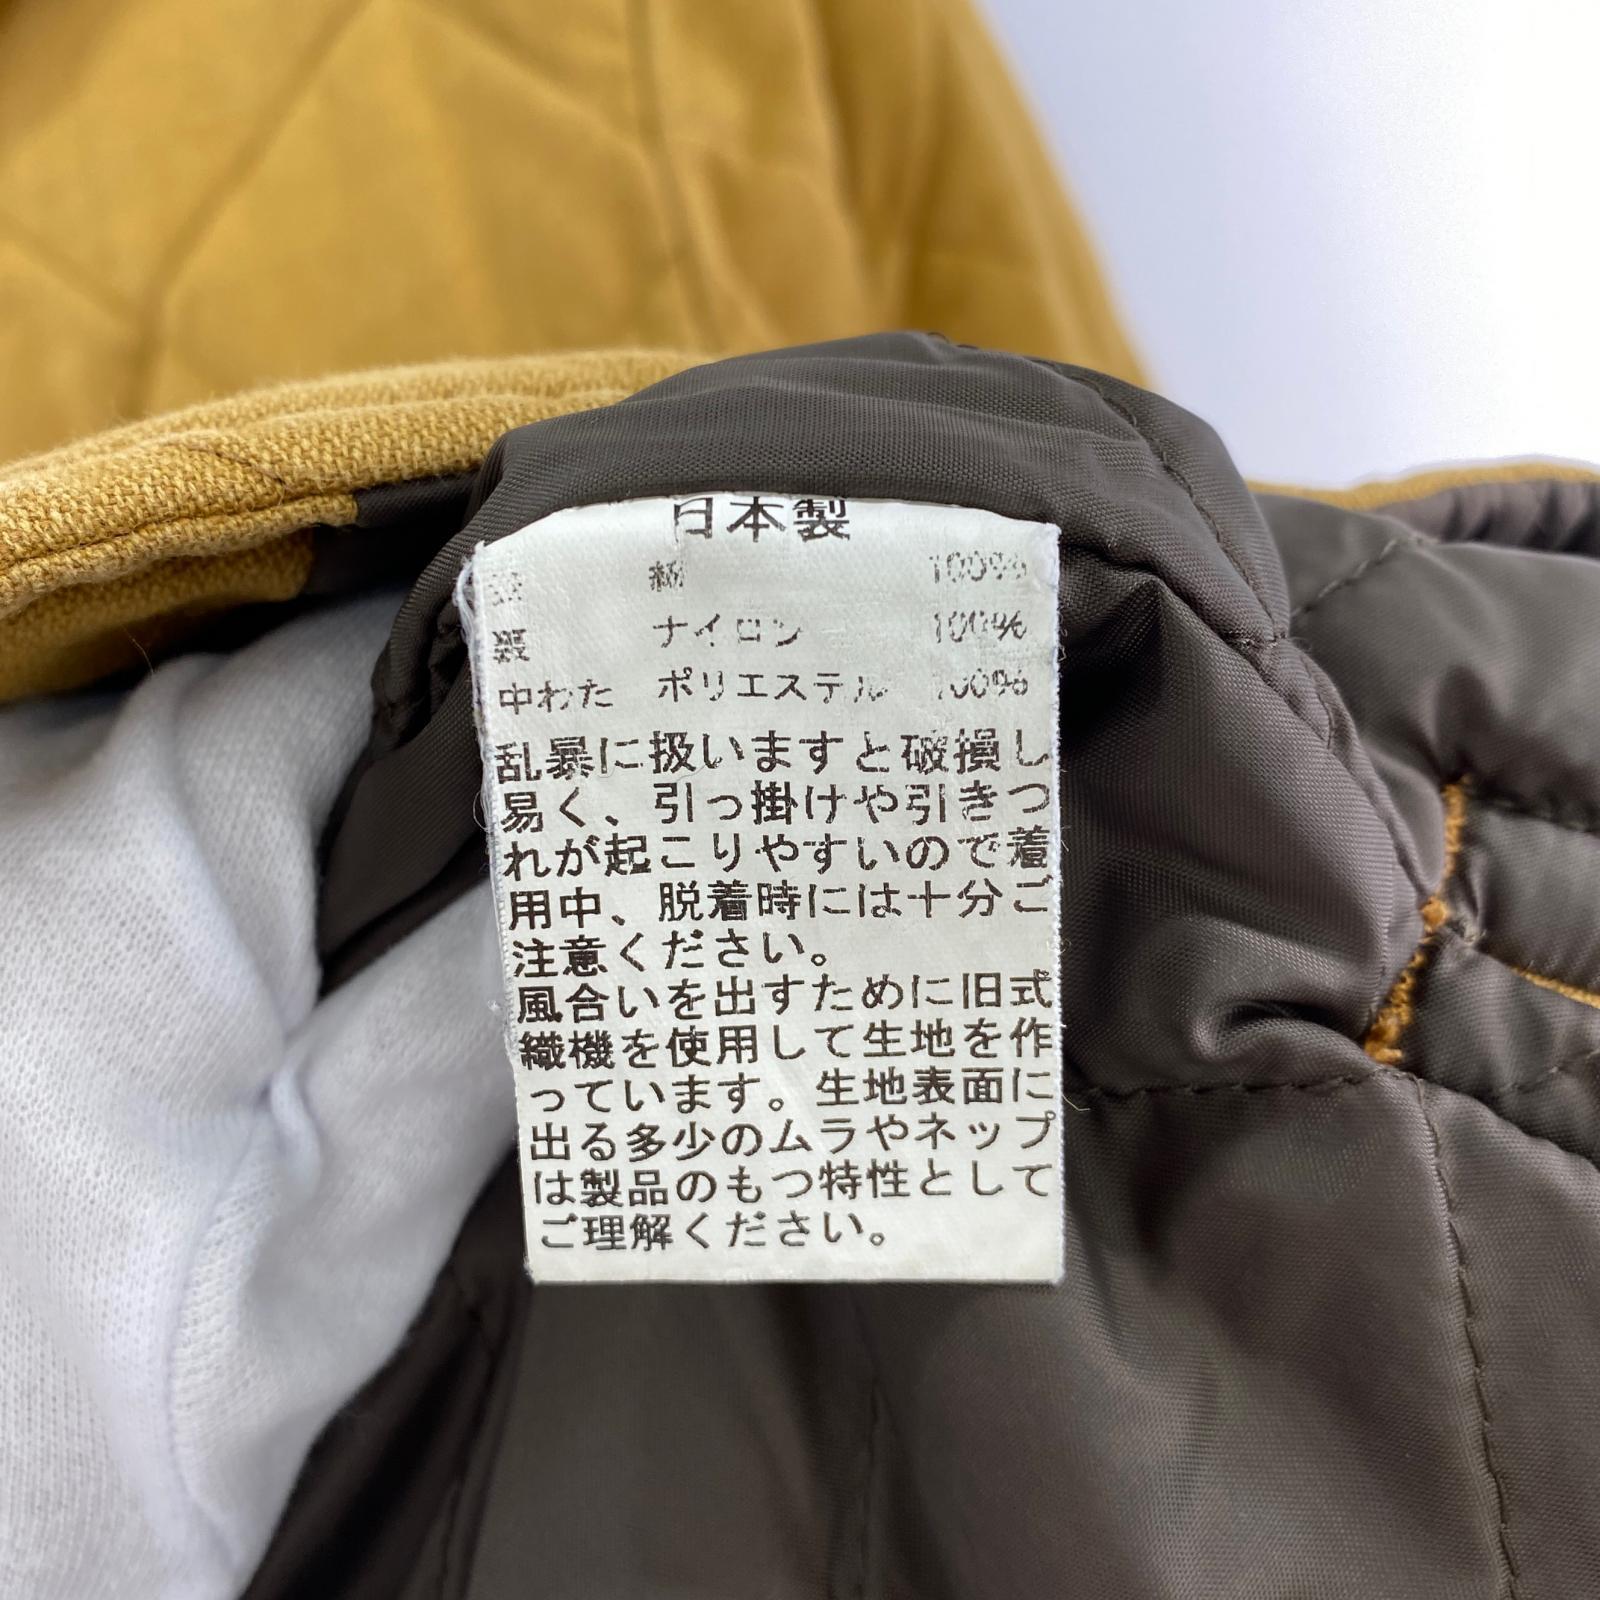 日本製
表 綿 100%
裏 ナイロン 100%
中わた ポリエステル 100%
乱暴に扱いますと破損し
易く、引っ掛けや引きつ
れが起こりやすいので着
用中、脱着時には十分ご
注意ください。
風合いを出すために旧式
織機を使用して生地を作
っています。生地表面に
出る多少のムラやネップ
は製品のもつ特性として
ご理解ください。